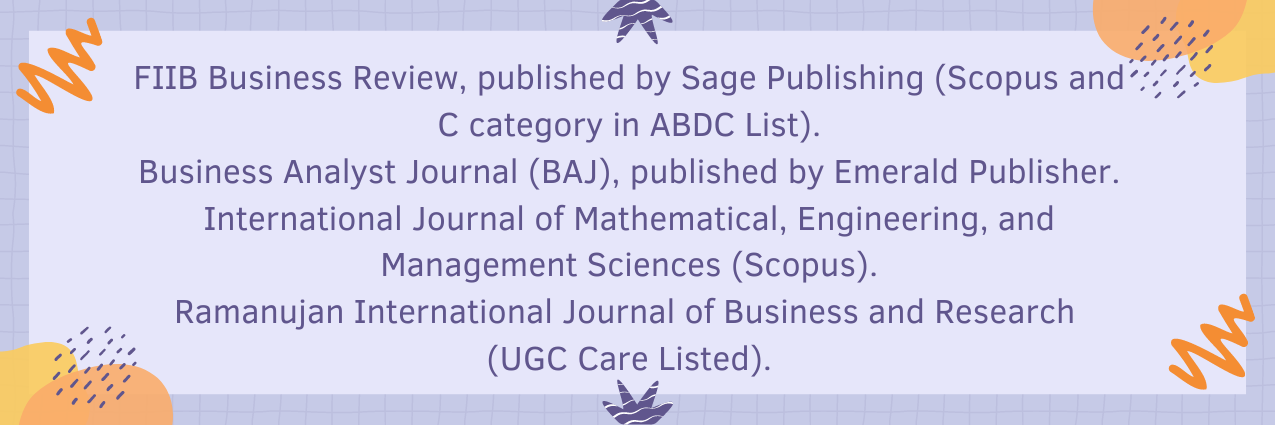 FIIB Business Review, published by Sage Publishing (Scopus and
C category in ABDC List).
Business Analyst Journal (BAJ), published by Emerald Publisher.
International Journal of Mathematical, Engineering, and
Management Sciences (Scopus).
Ramanujan International Journal of Business and Research
(UGC Care Listed).